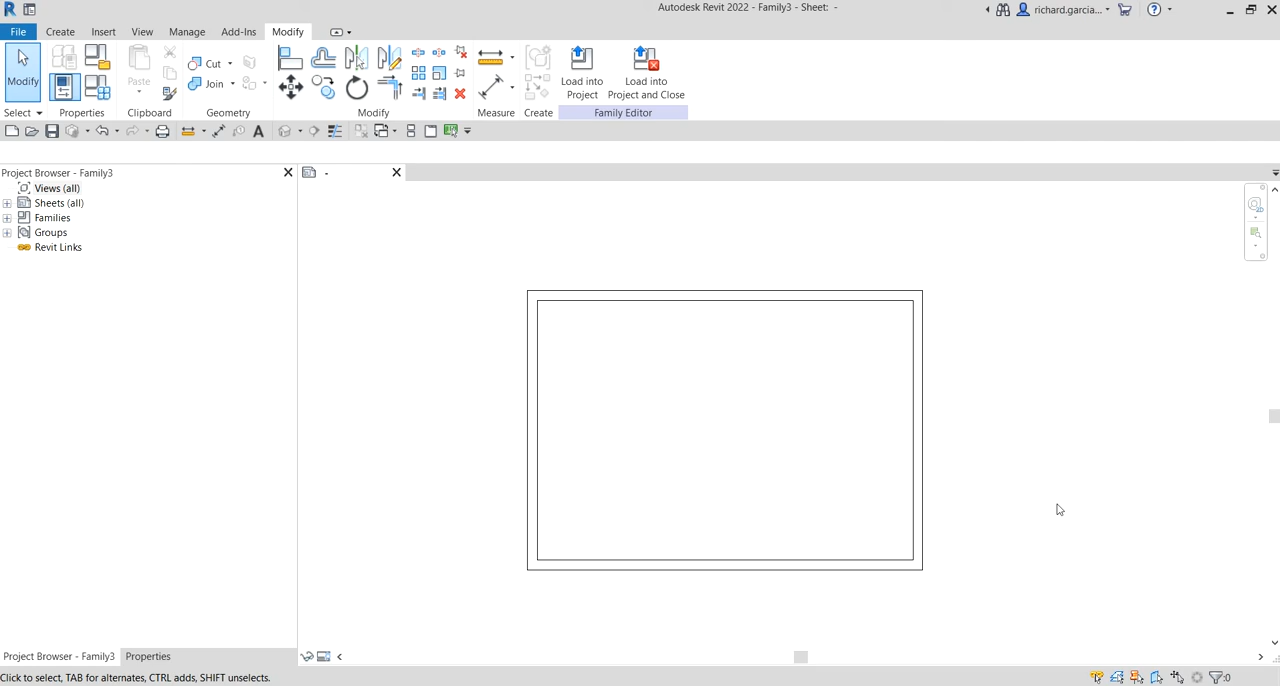 Autodesk Revit 2022 - Family3 - Sheet: -
richard.garcia...
File Create Insert View Manage Add-Ins Modify
Modify
Paste
Cut
Join
Load into Project
Load into Project and Close
Select Properties Clipboard Geometry Modify Measure Create Family Editor
Project Browser - Family3
-
Views (all)
Sheets (all)
Families
Groups
Revit Links
Project Browser - Family3 Properties
Click to select, TAB for alternates, CTRL adds, SHIFT unselects.
:0